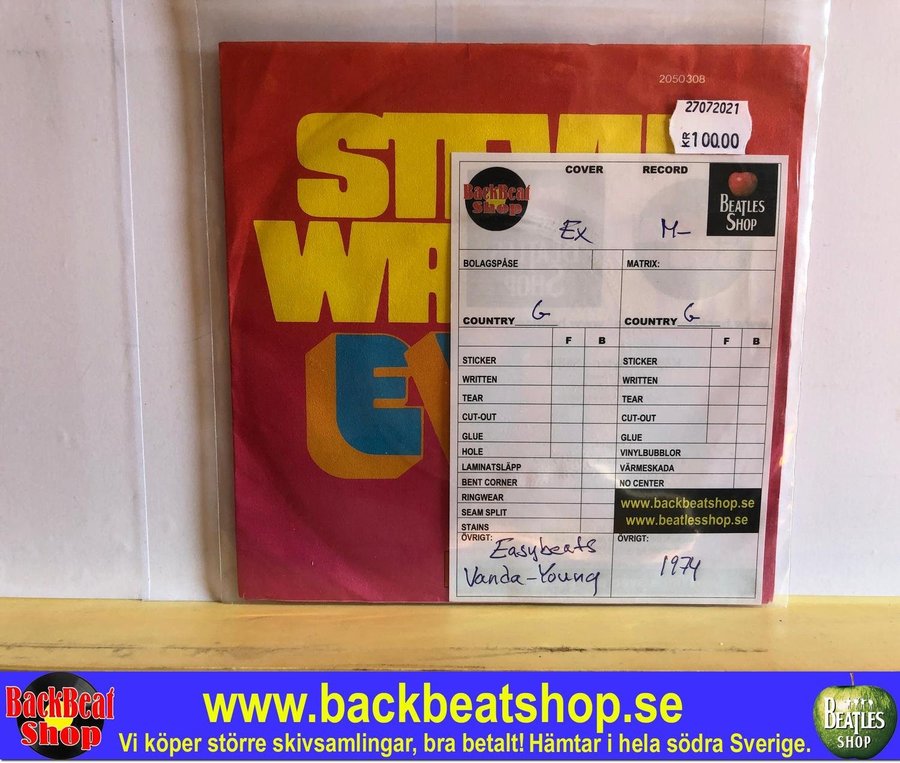 2050308
27072021
KR 100.00
BackBeat
Shop
COVER
RECORD
BEATLES
SHOP
Ex
M-
BOLAGSPÅSE
MATRIX:
COUNTRY G
COUNTRY G
F B
F B
STICKER
STICKER
WRITTEN
WRITTEN
TEAR
TEAR
CUT-OUT
CUT-OUT
GLUE
GLUE
HOLE
VINYLBUBBLOR
LAMINATSLÄPP
VÄRMESKADA
BENT CORNER
NO CENTER
RINGWEAR
www.backbeatshop.se
SEAM SPLIT
www.beatlesshop.se
STAINS
ÖVRIGT:
ÖVRIGT:
Easybeats
Vanda-Young
1974
BackBeat
Shop
www.backbeatshop.se
Vi köper större skivsamlingar, bra betalt! Hämtar i hela södra Sverige.
BEATLES
SHOP